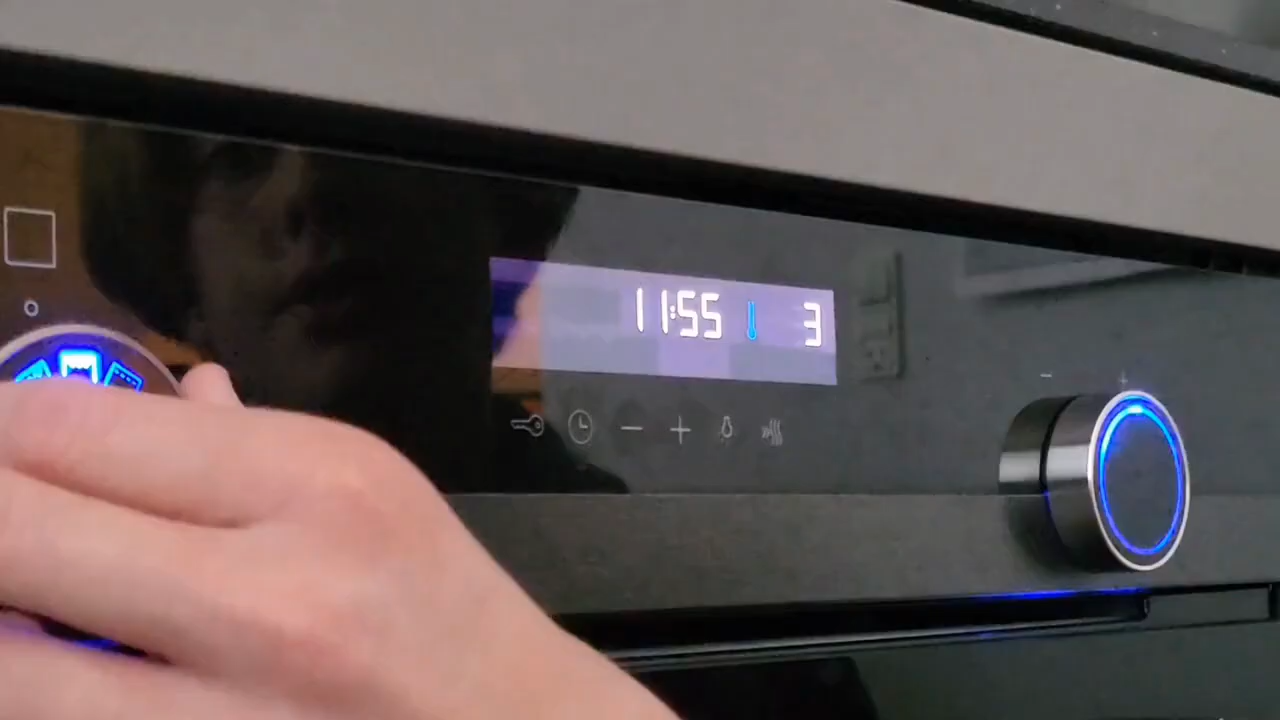 11:55 3
- +
- +